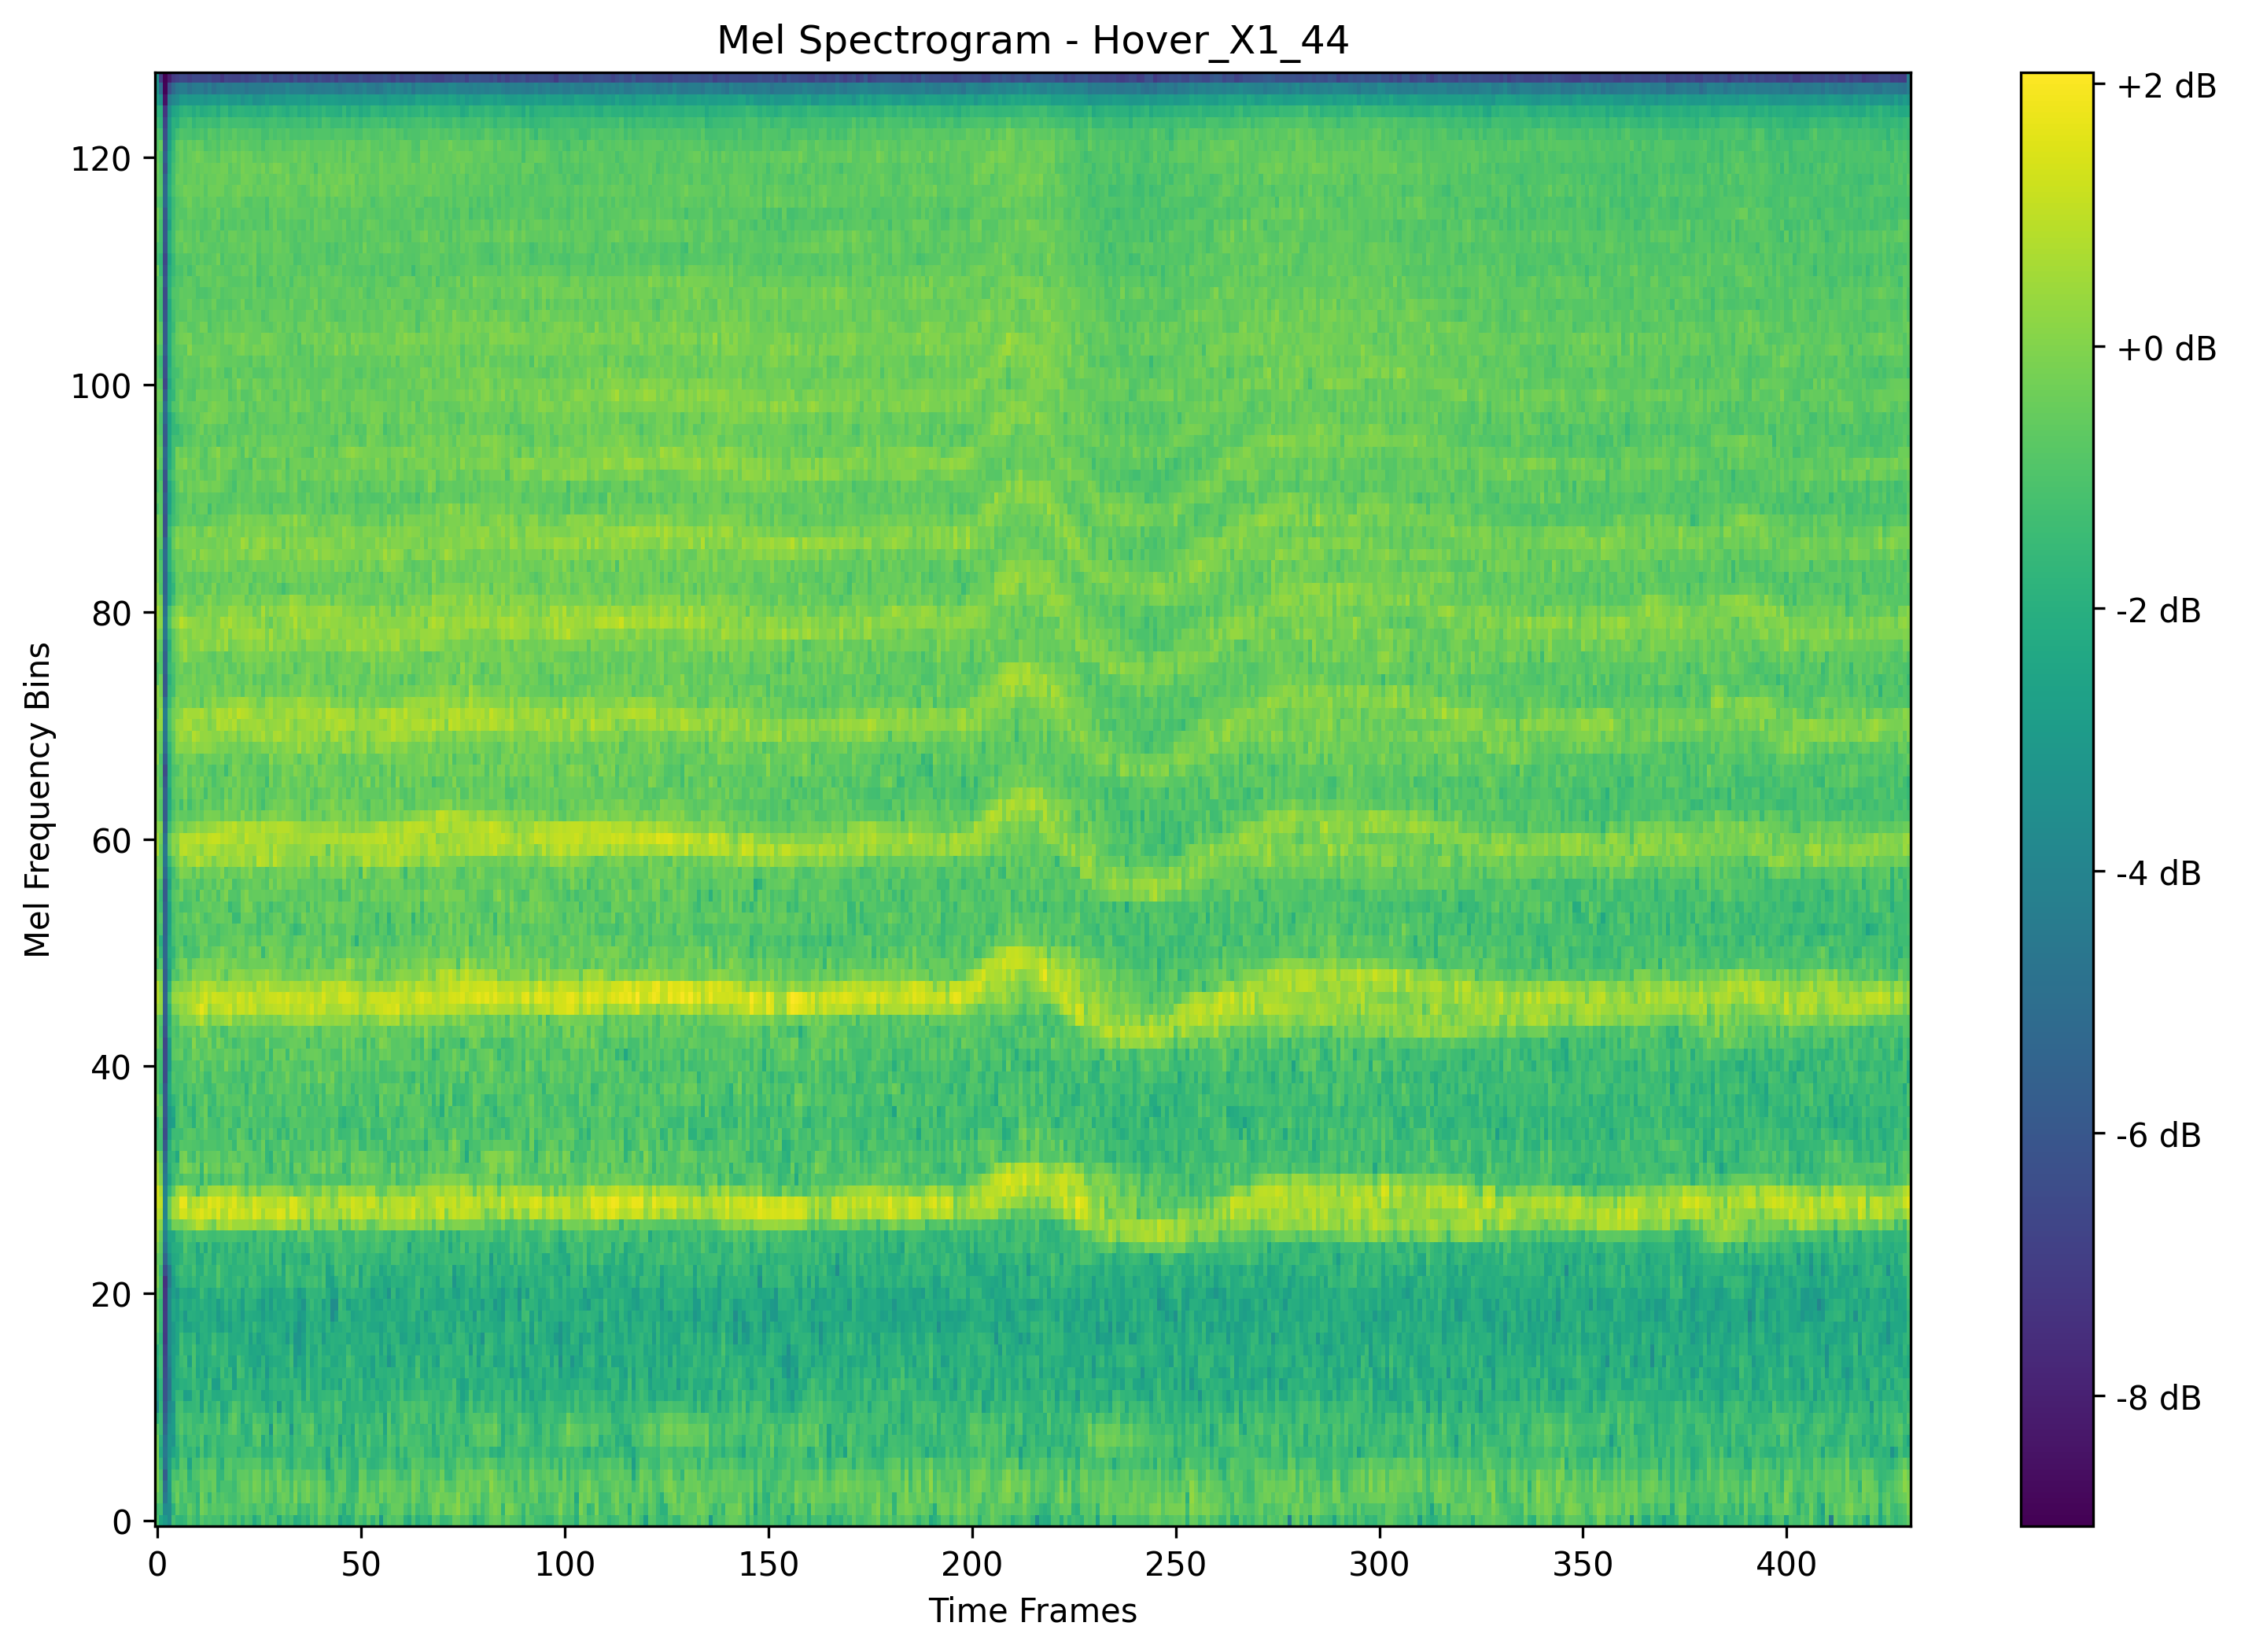 Mel Spectrogram - Hover_X1_44
Mel Frequency Bins
120
100
80
60
40
20
0
0 50 100 150 200 250 300 350 400
Time Frames
+2 dB
+0 dB
-2 dB
-4 dB
-6 dB
-8 dB